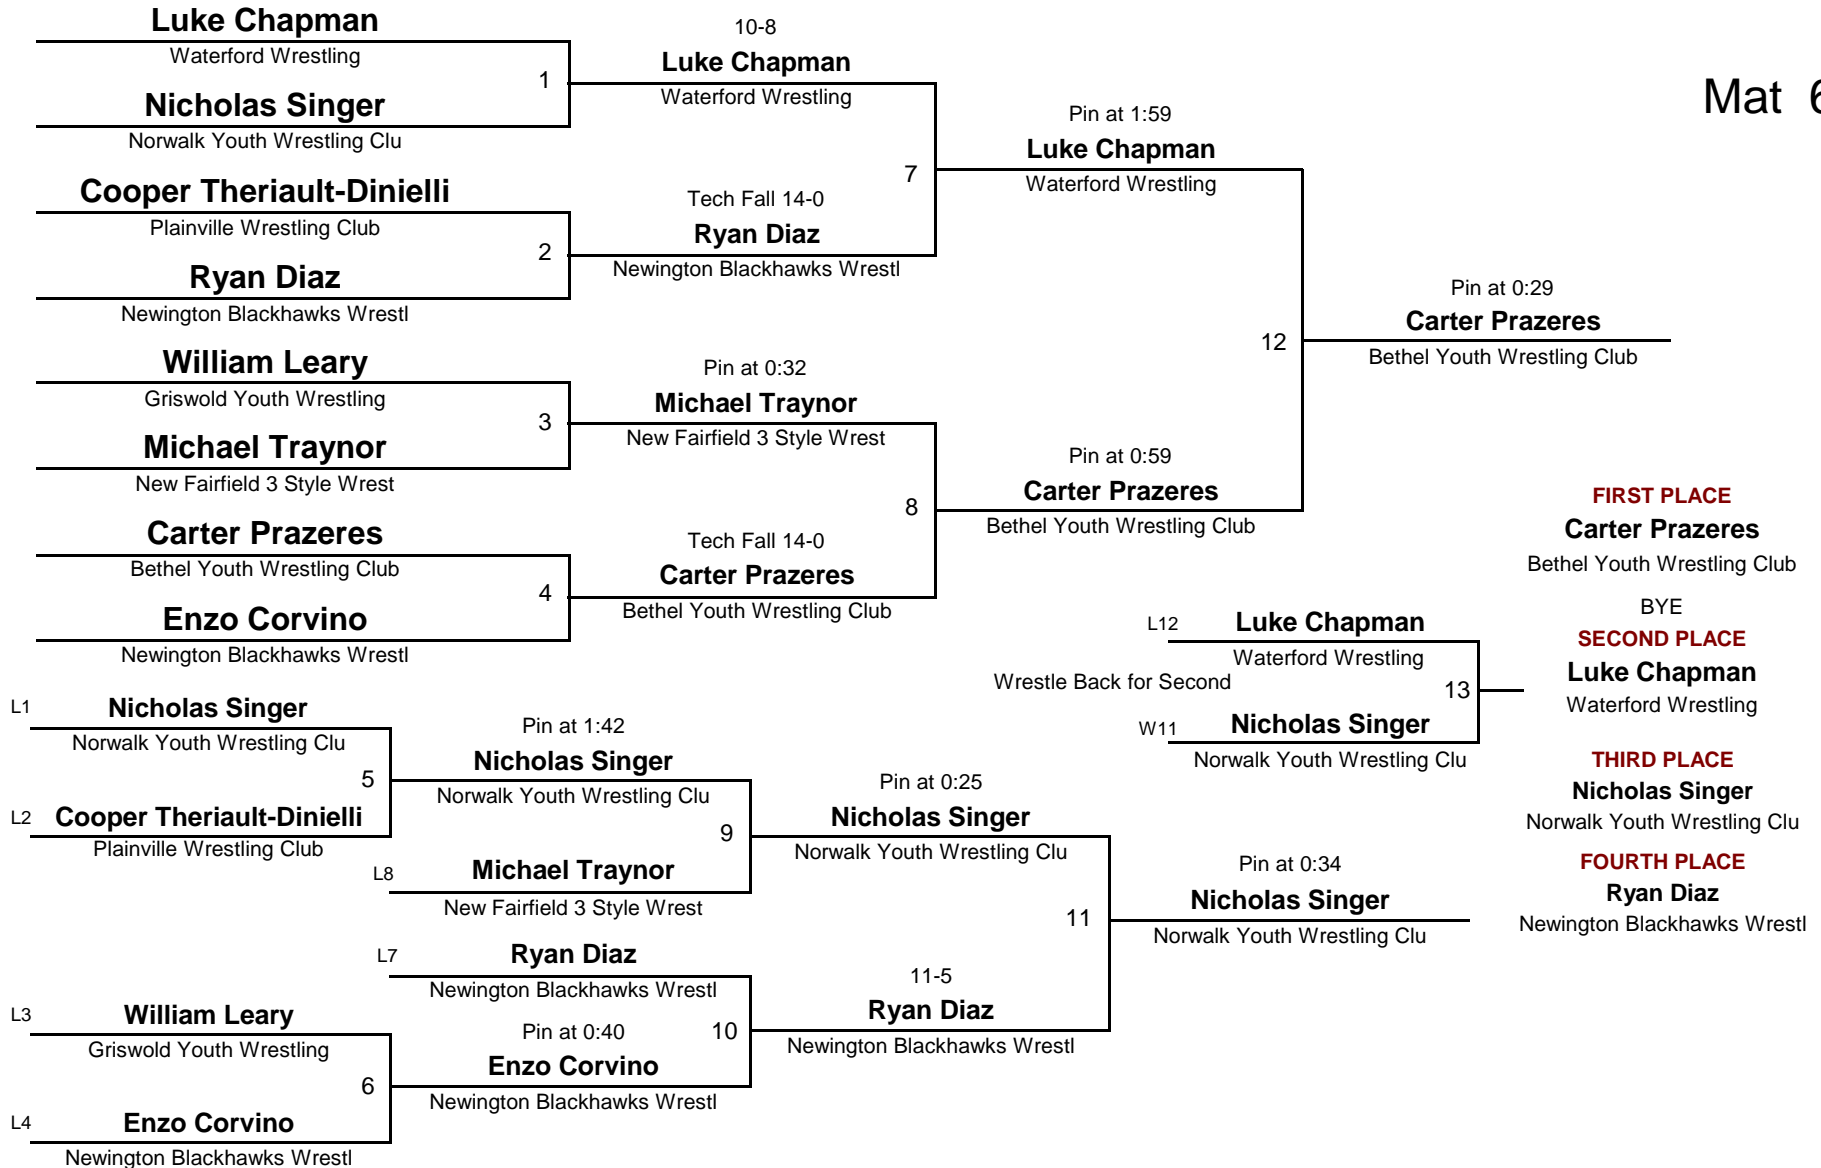 Luke Chapman
Waterford Wrestling
1
Nicholas Singer
Norwalk Youth Wrestling Clu
Cooper Theriault-Dinielli
Plainville Wrestling Club
2
Ryan Diaz
Newington Blackhawks Wrestl
William Leary
Griswold Youth Wrestling
3
Michael Traynor
New Fairfield 3 Style Wrest
Carter Prazeres
Bethel Youth Wrestling Club
4
Enzo Corvino
Newington Blackhawks Wrestl
10-8
Luke Chapman
Waterford Wrestling
7
Tech Fall 14-0
Ryan Diaz
Newington Blackhawks Wrestl
Pin at 0:32
Michael Traynor
New Fairfield 3 Style Wrest
8
Tech Fall 14-0
Carter Prazeres
Bethel Youth Wrestling Club
Pin at 1:59
Luke Chapman
Waterford Wrestling
12
Pin at 0:59
Carter Prazeres
Bethel Youth Wrestling Club
Mat 6
Pin at 0:29
Carter Prazeres
Bethel Youth Wrestling Club
L1 Nicholas Singer
Norwalk Youth Wrestling Clu
5
L2 Cooper Theriault-Dinielli
Plainville Wrestling Club
L3 William Leary
Griswold Youth Wrestling
6
L4 Enzo Corvino
Newington Blackhawks Wrestl
Pin at 1:42
Nicholas Singer
Norwalk Youth Wrestling Clu
9
L8 Michael Traynor
New Fairfield 3 Style Wrest
L7 Ryan Diaz
Newington Blackhawks Wrestl
Pin at 0:40 10
Enzo Corvino
Newington Blackhawks Wrestl
Pin at 0:25
Nicholas Singer
Norwalk Youth Wrestling Clu
11
11-5
Ryan Diaz
Newington Blackhawks Wrestl
Pin at 0:34
Nicholas Singer
Norwalk Youth Wrestling Clu
L12 Luke Chapman
Waterford Wrestling
Wrestle Back for Second 13
W11 Nicholas Singer
Norwalk Youth Wrestling Clu
FIRST PLACE
Carter Prazeres
Bethel Youth Wrestling Club
BYE
SECOND PLACE
Luke Chapman
Waterford Wrestling
THIRD PLACE
Nicholas Singer
Norwalk Youth Wrestling Clu
FOURTH PLACE
Ryan Diaz
Newington Blackhawks Wrestl